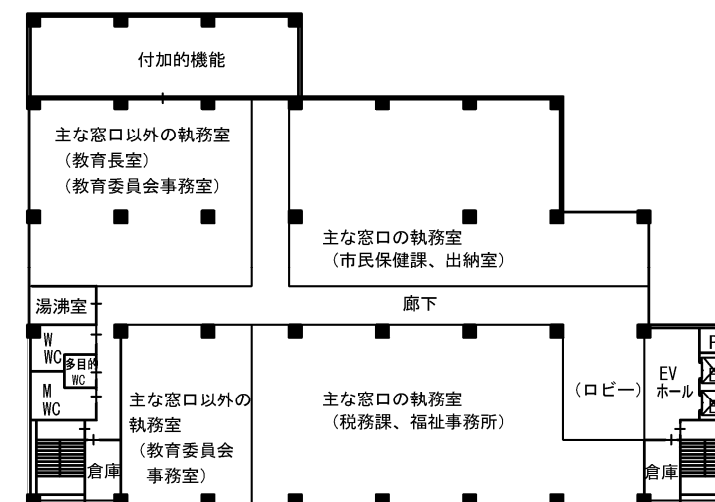 付加的機能
主な窓口以外の執務室
（教育長室）
（教育委員会事務室）
主な窓口の執務室
（市民保健課、出納室）
湯沸室
廊下
W
WC
多目的
WC
M
WC
主な窓口以外の
執務室
（教育委員会
事務室）
主な窓口の執務室
（税務課、福祉事務所）
（ロビー）
EV
ホール
倉庫
倉庫